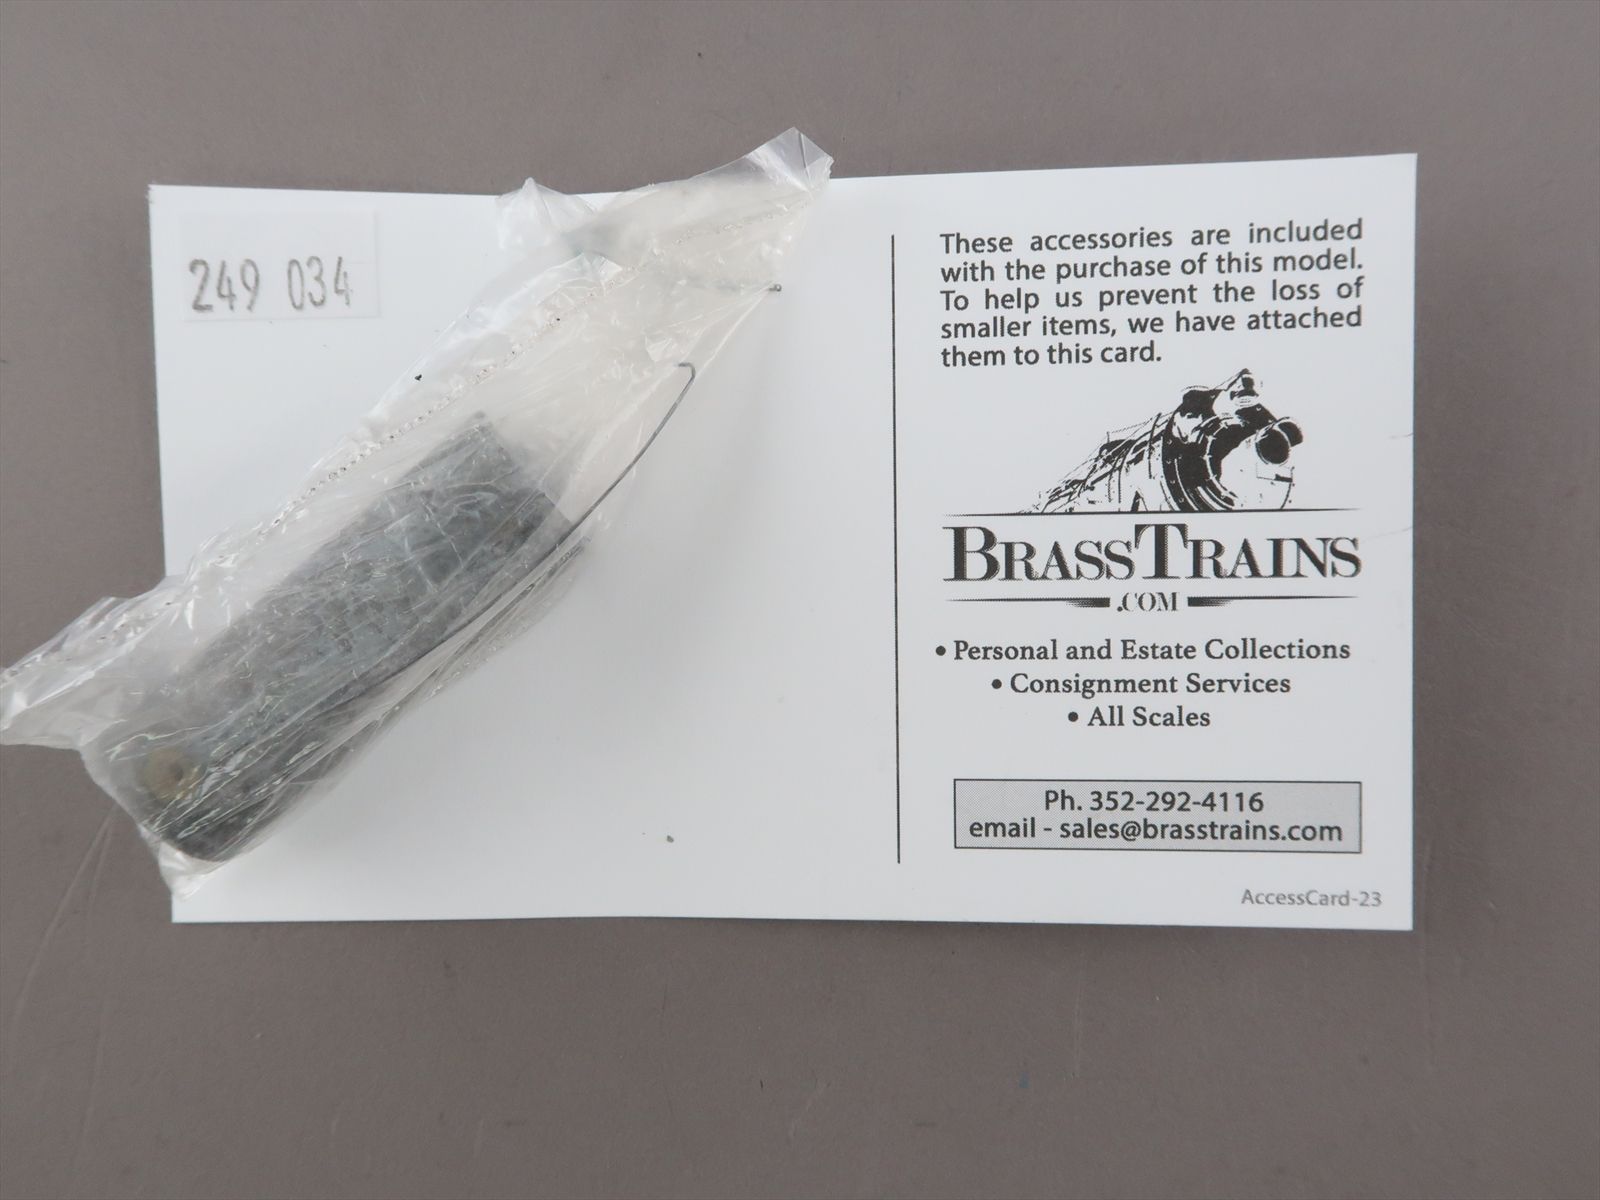 249 034
These accessories are included
with the purchase of this model.
To help us prevent the loss of
smaller items, we have attached
them to this card.
BRASSTRAINS
.COM
• Personal and Estate Collections
• Consignment Services
• All Scales
Ph. 352-292-4116
email - sales@brasstrains.com
AccessCard-23